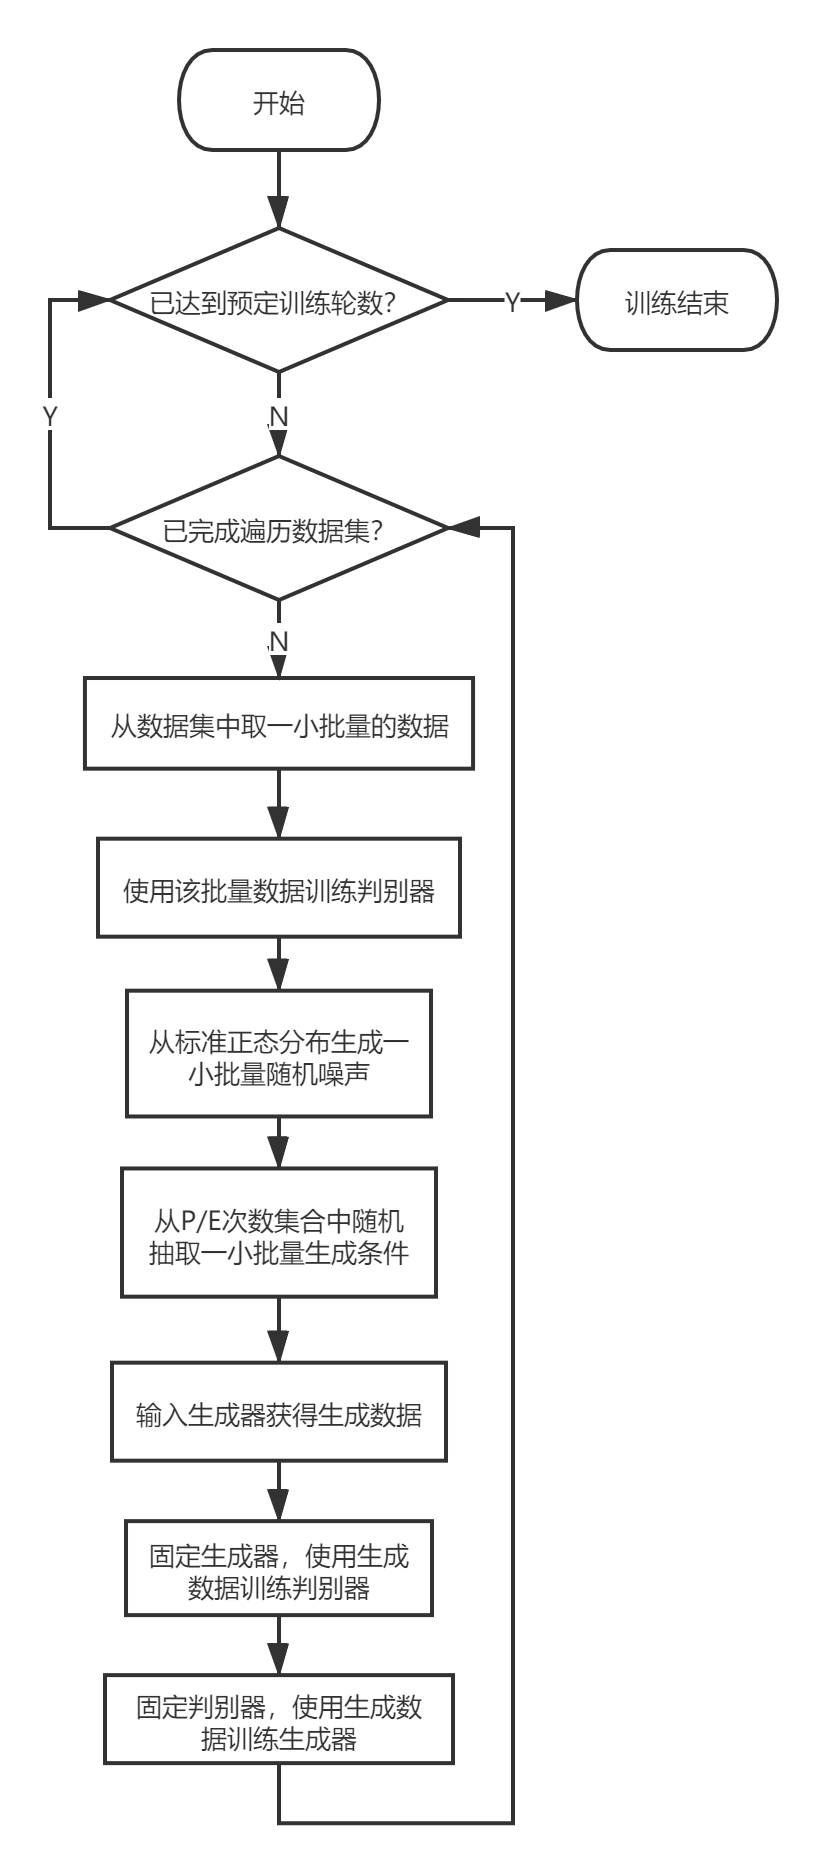 开始
已达到预定训练轮数?
Y
训练结束
Y
N
已完成遍历数据集?
N
从数据集中取一小批量的数据
使用该批量数据训练判别器
从标准正态分布生成一
小批量随机噪声
从P/E次数集合中随机
抽取一小批量生成条件
输入生成器获得生成数据
固定生成器，使用生成
数据训练判别器
固定判别器，使用生成数
据训练生成器